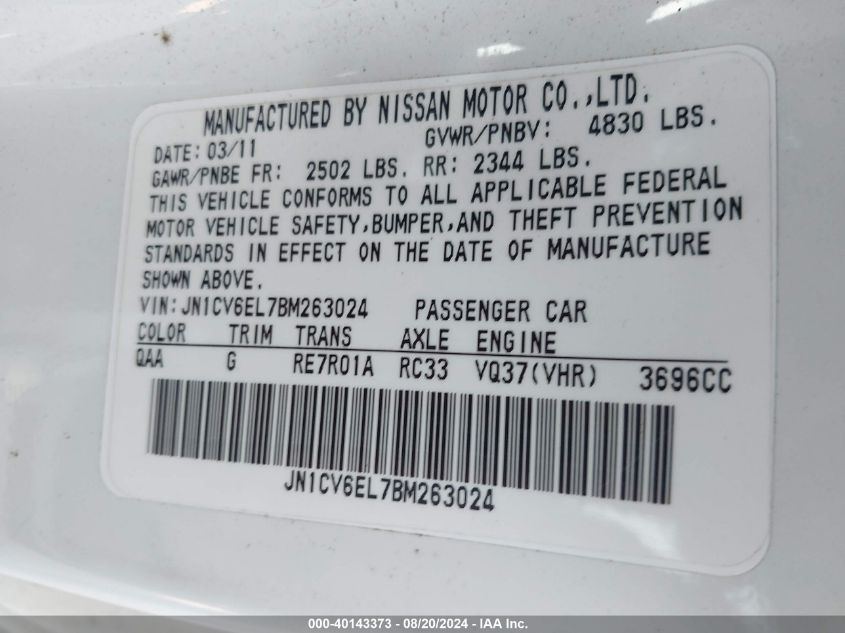 MANUFACTURED BY NISSAN MOTOR CO.,LTD.
DATE: 03/11 GVWR/PNBV: 4830 LBS.
GAWR/PNBE FR: 2502 LBS. RR: 2344 LBS.
THIS VEHICLE CONFORMS TO ALL APPLICABLE FEDERAL
MOTOR VEHICLE SAFETY,BUMPER,AND THEFT PREVENTION
STANDARDS IN EFFECT ON THE DATE OF MANUFACTURE
SHOWN ABOVE.
VIN:JN1CV6EL7BM263024 PASSENGER CAR
COLOR TRIM TRANS AXLE ENGINE
QAA G RE7R01A RC33 VQ37(VHR) 3696CC
JN1CV6EL7BM263024
000-40143373 - 08/20/2024 - IAA Inc.